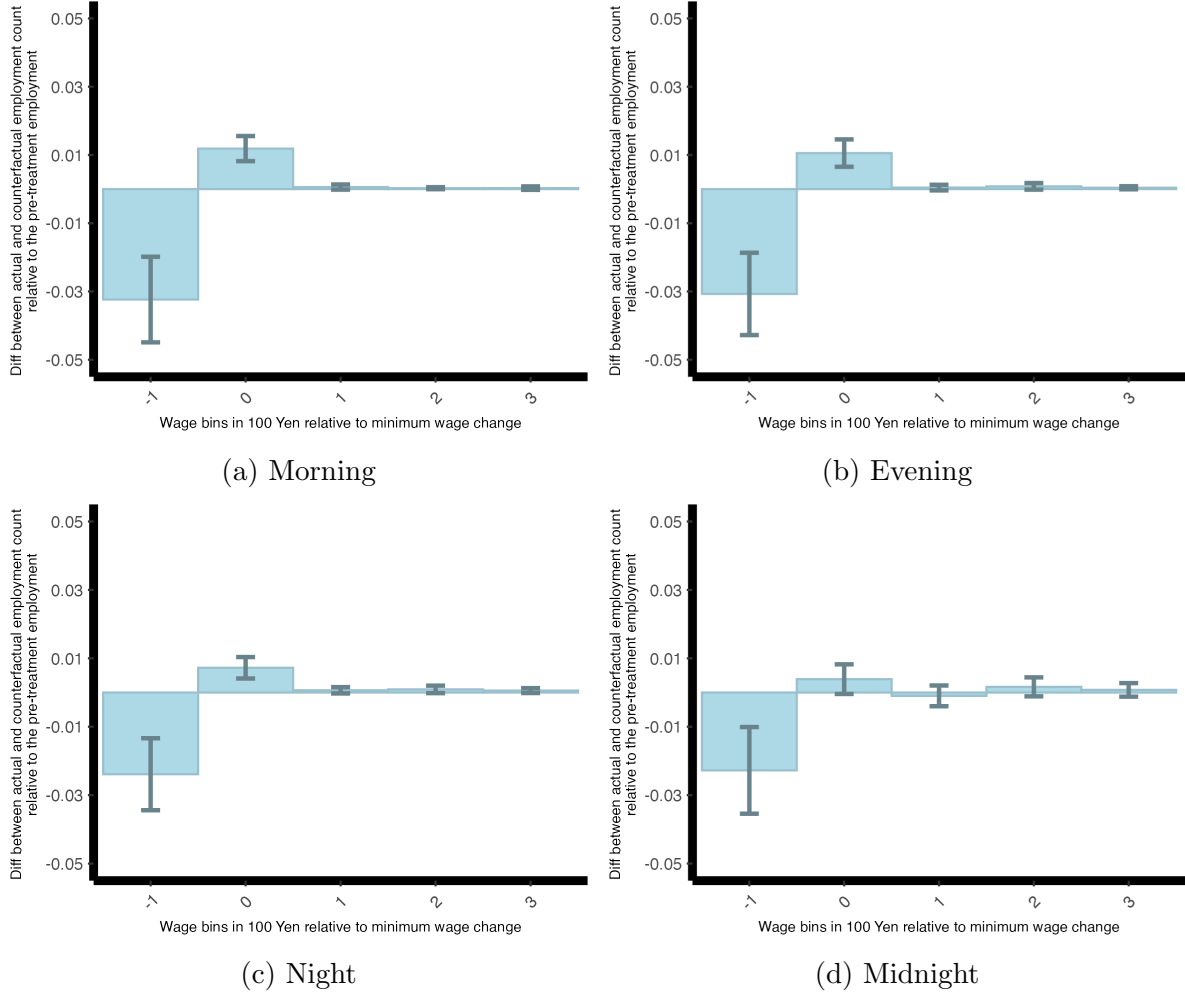 Diff between actual and counterfactual employment count
relative to the pre-treatment employment
0.05
0.03
0.01
-0.01
-0.03
-0.05
-1
0
1
2
3
Wage bins in 100 Yen relative to minimum wage change
(a) Morning
Diff between actual and counterfactual employment count
relative to the pre-treatment employment
0.05
0.03
0.01
-0.01
-0.03
-0.05
-1
0
1
2
3
Wage bins in 100 Yen relative to minimum wage change
(b) Evening
Diff between actual and counterfactual employment count
relative to the pre-treatment employment
0.05
0.03
0.01
-0.01
-0.03
-0.05
-1
0
1
2
3
Wage bins in 100 Yen relative to minimum wage change
(c) Night
Diff between actual and counterfactual employment count
relative to the pre-treatment employment
0.05
0.03
0.01
-0.01
-0.03
-0.05
-1
0
1
2
3
Wage bins in 100 Yen relative to minimum wage change
(d) Midnight